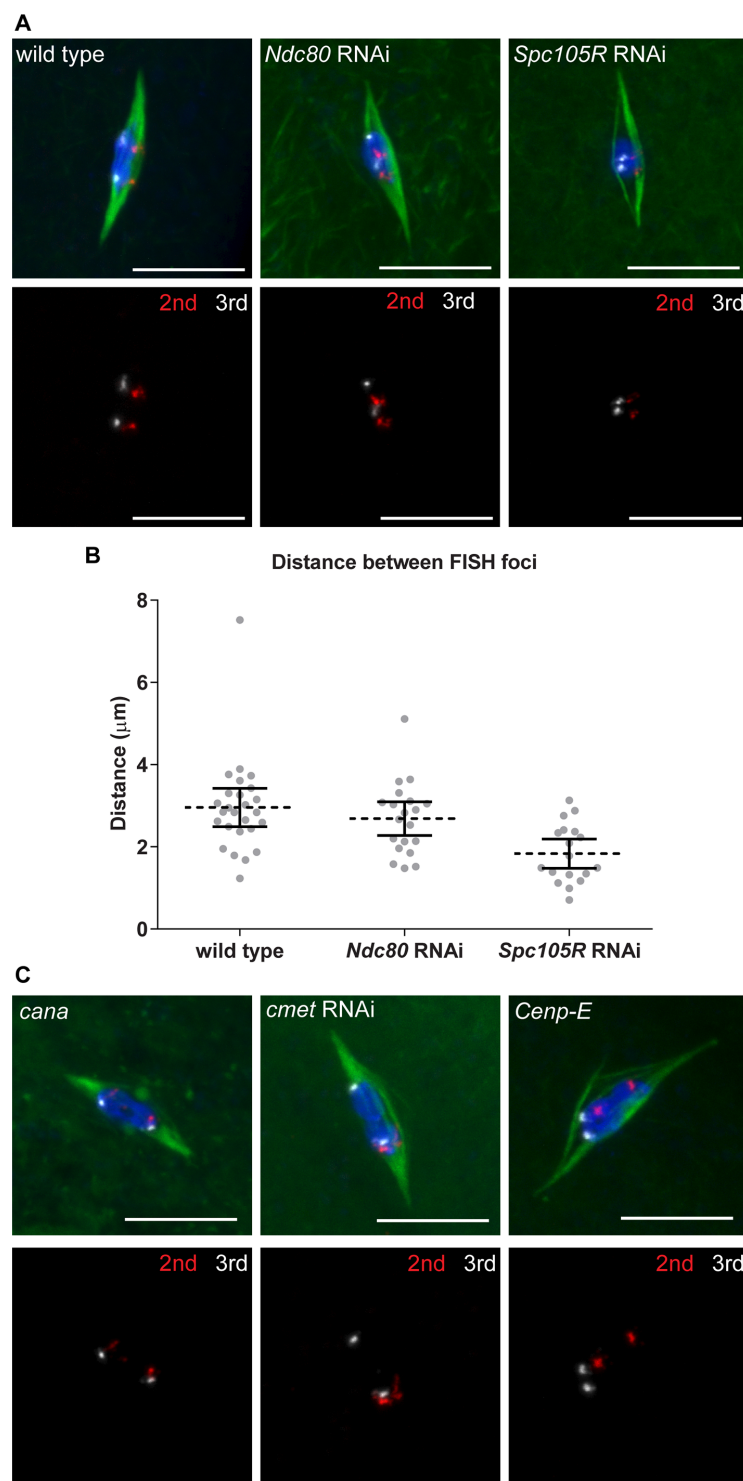 A
wild type
Ndc80 RNAi
Spc105R RNAi
2nd 3rd
2nd 3rd
2nd 3rd
B
Distance between FISH foci
Distance (μm)
8
6
4
2
0
wild type
Ndc80 RNAi
Spc105R RNAi
C
cana
cmet RNAi
Cenp-E
2nd 3rd
2nd 3rd
2nd 3rd